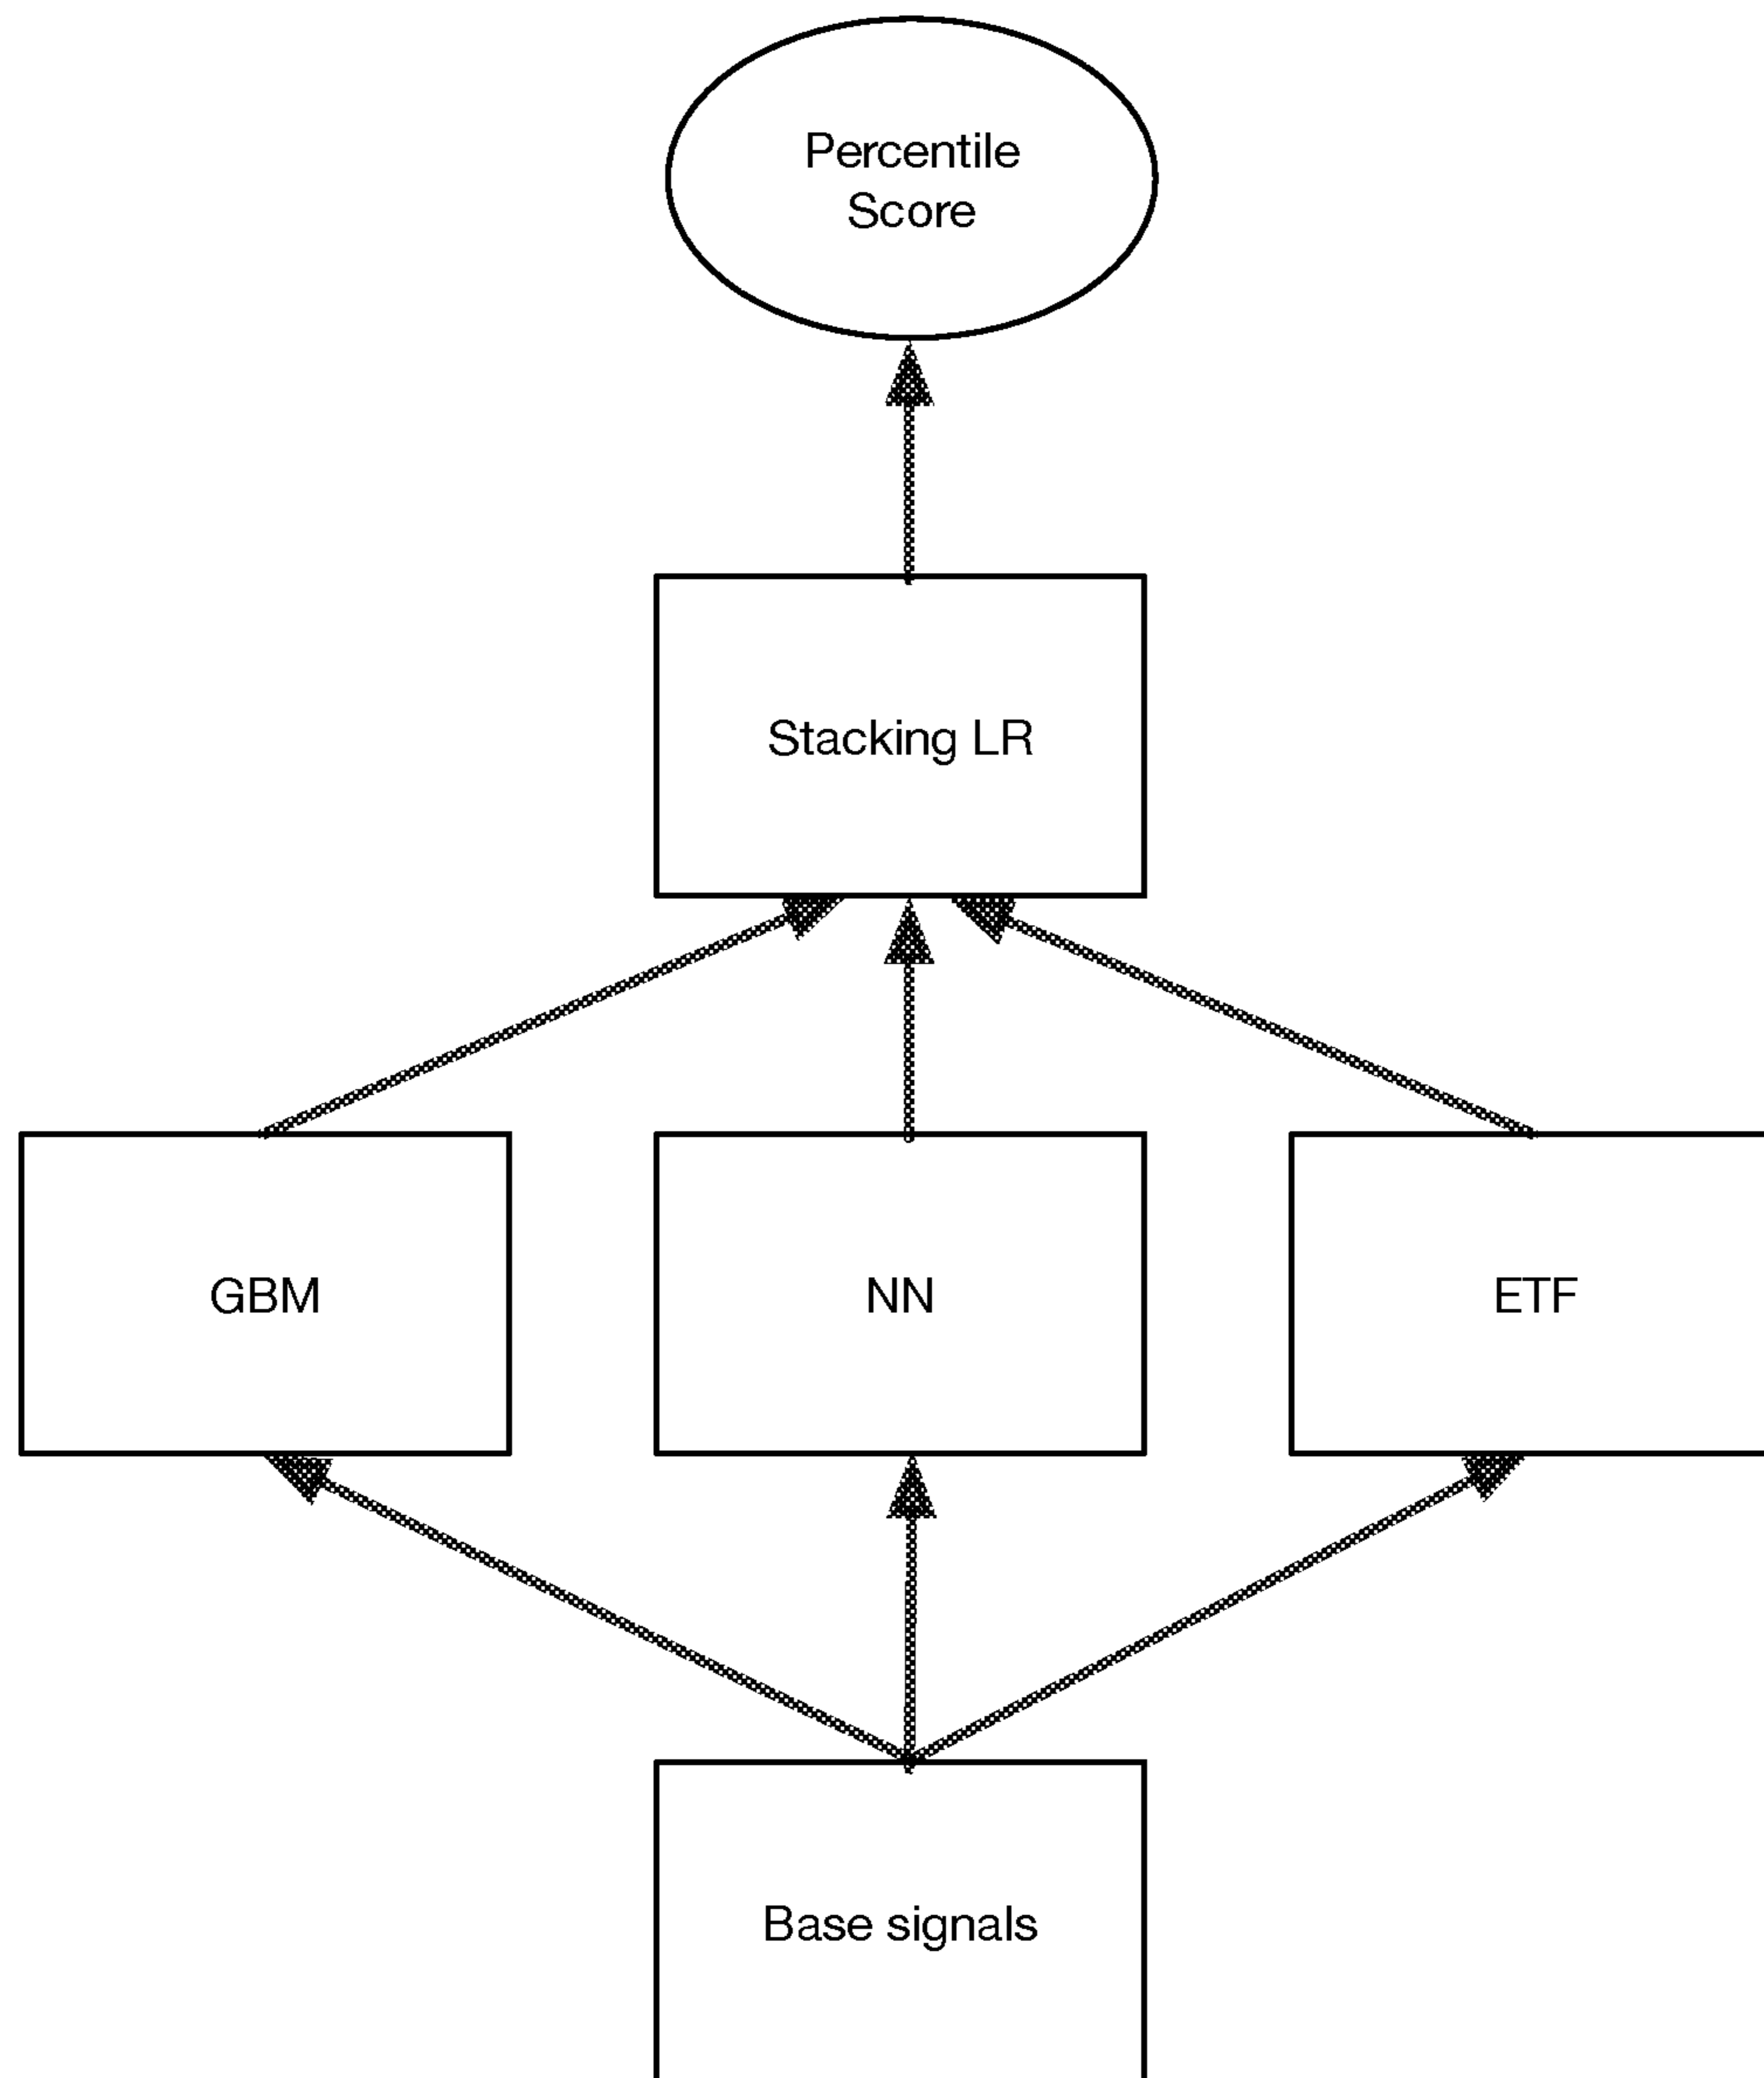 Percentile
Score
Stacking LR
GBM
NN
ETF
Base signals